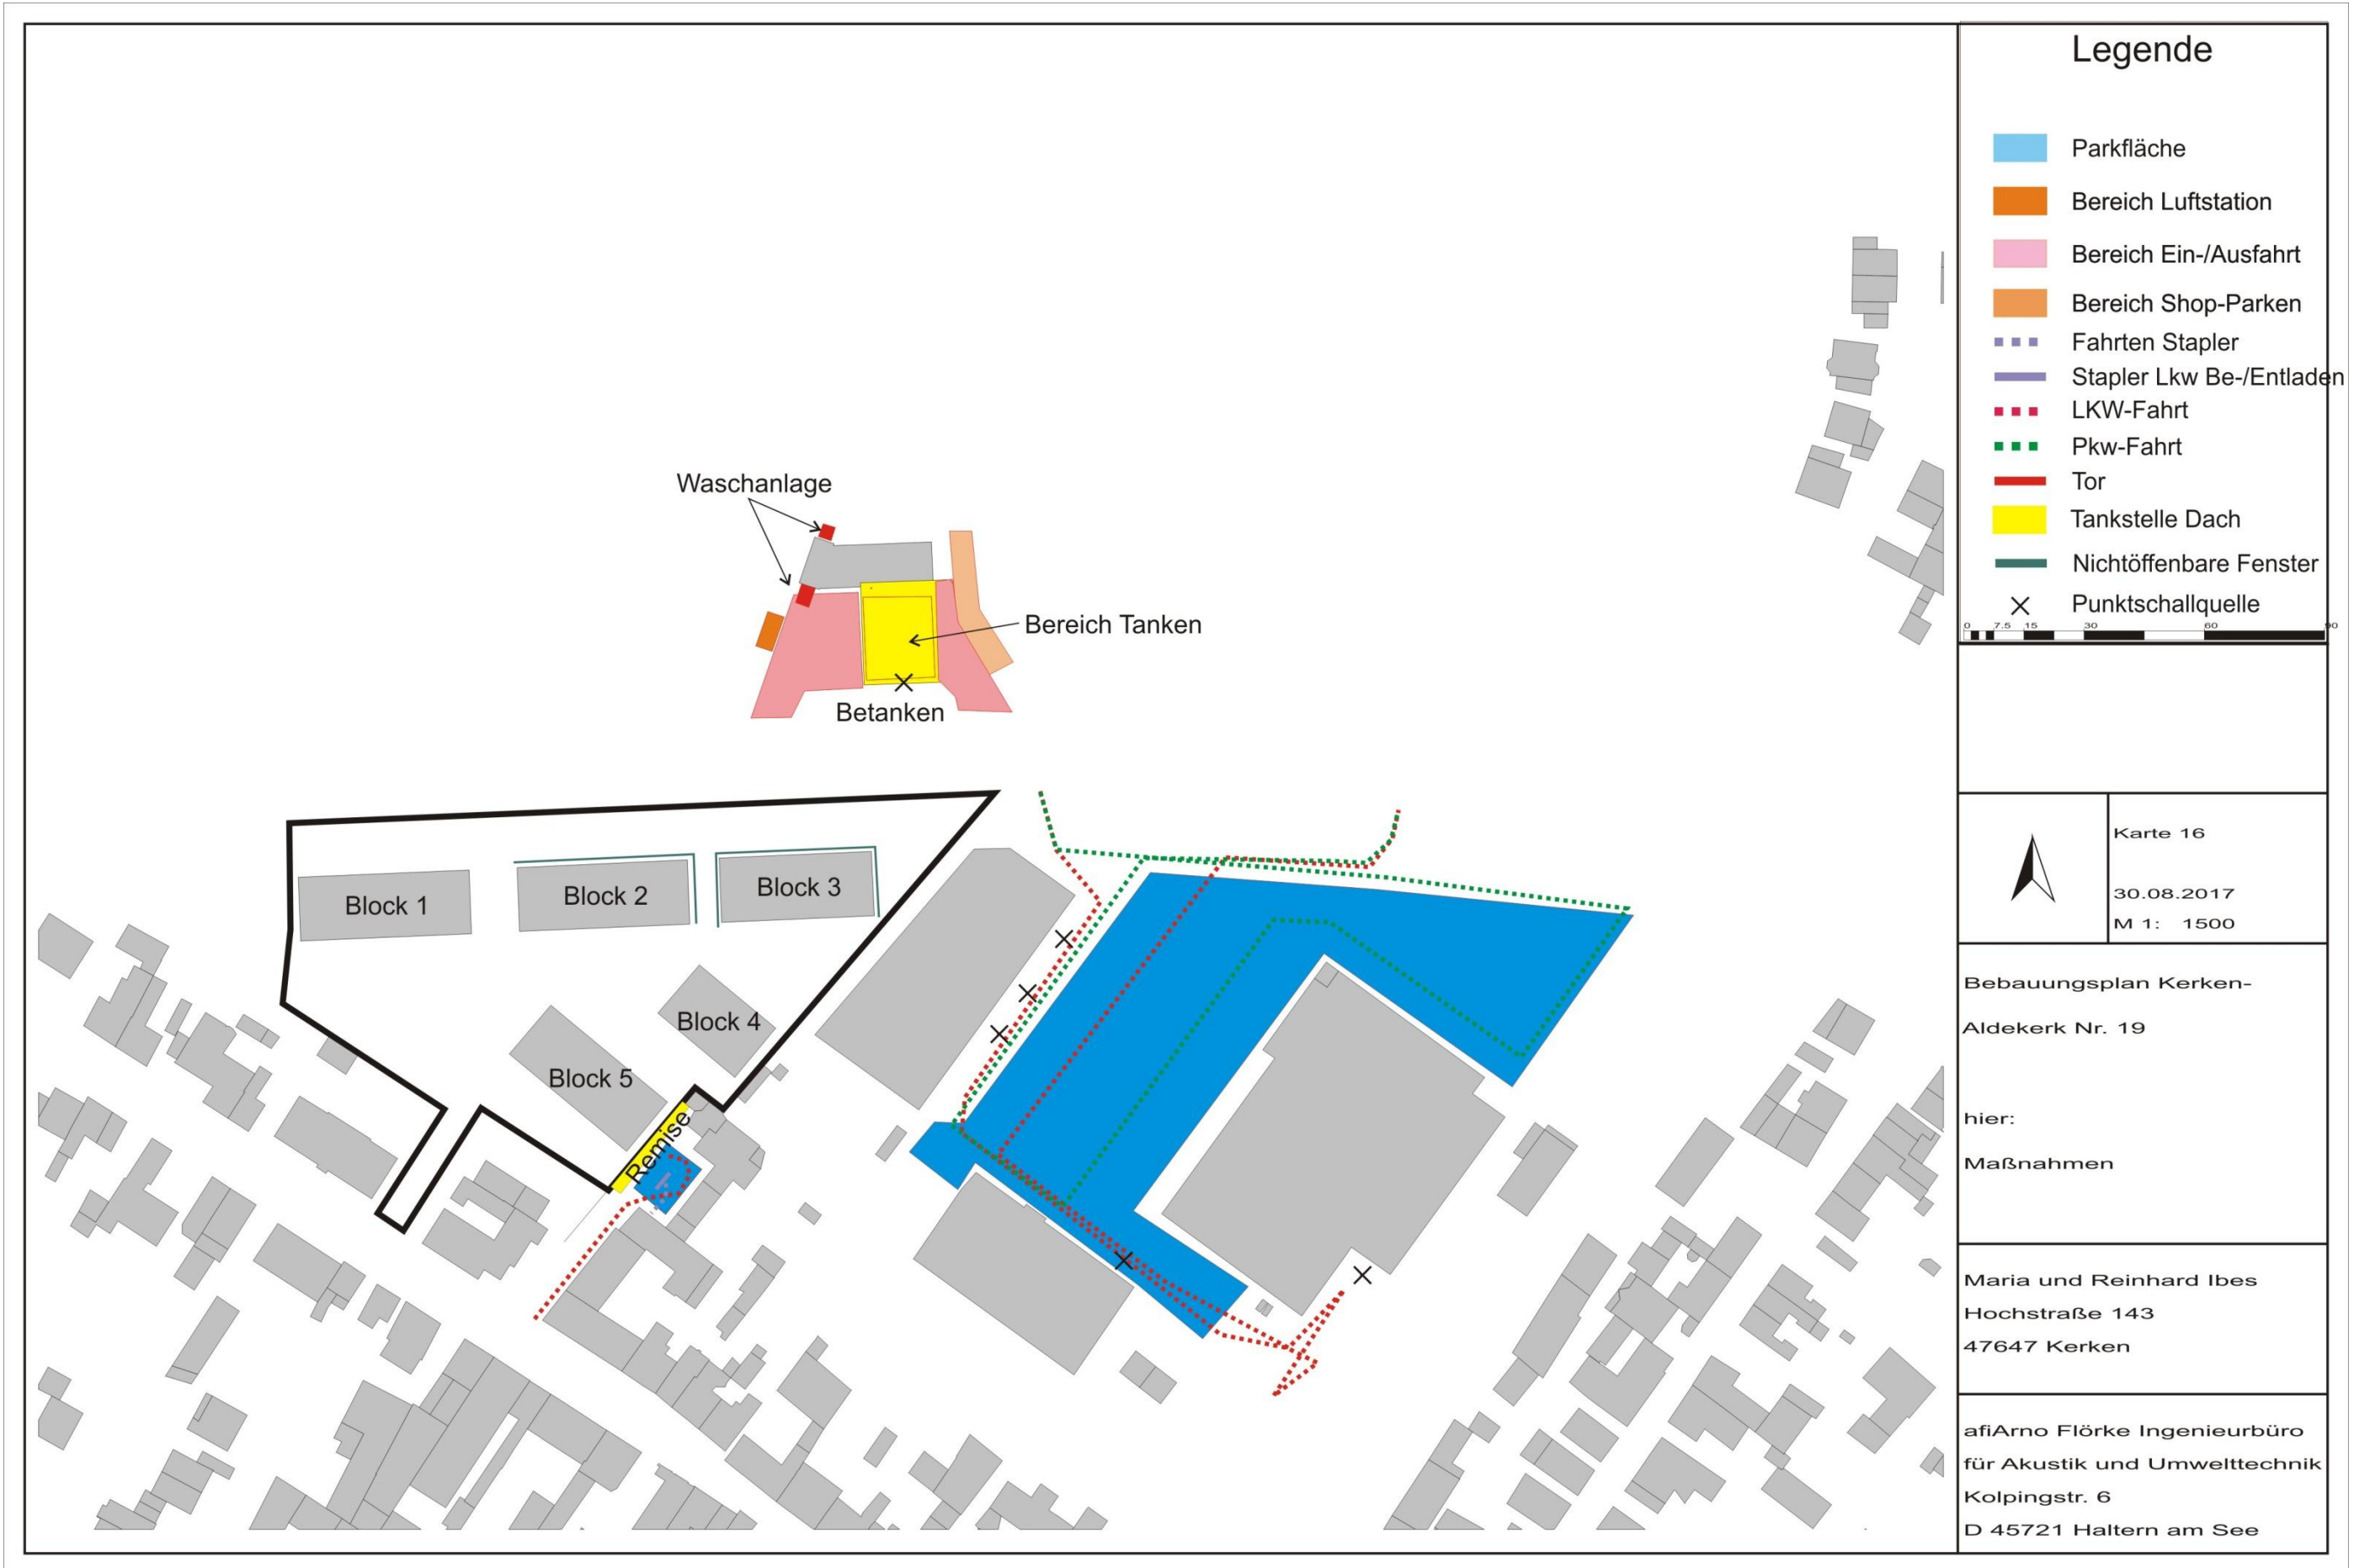 Legende
Parkfläche
Bereich Luftstation
Bereich Ein-/Ausfahrt
Bereich Shop-Parken
Fahrten Stapler
Stapler Lkw Be-/Entladen
LKW-Fahrt
Pkw-Fahrt
Tor
Tankstelle Dach
Nichtöffenbare Fenster
Punktschallquelle
0 7.5 15 30 60 90
Waschanlage
Bereich Tanken
Betanken
Block 1
Block 2
Block 3
Block 4
Block 5
Remise
Karte 16
30.08.2017
M 1: 1500
Bebauungsplan Kerken-
Aldekerk Nr. 19
hier:
Maßnahmen
Maria und Reinhard Ibes
Hochstraße 143
47647 Kerken
afiArno Flörke Ingenieurbüro
für Akustik und Umwelttechnik
Kolpingstr. 6
D 45721 Haltern am See